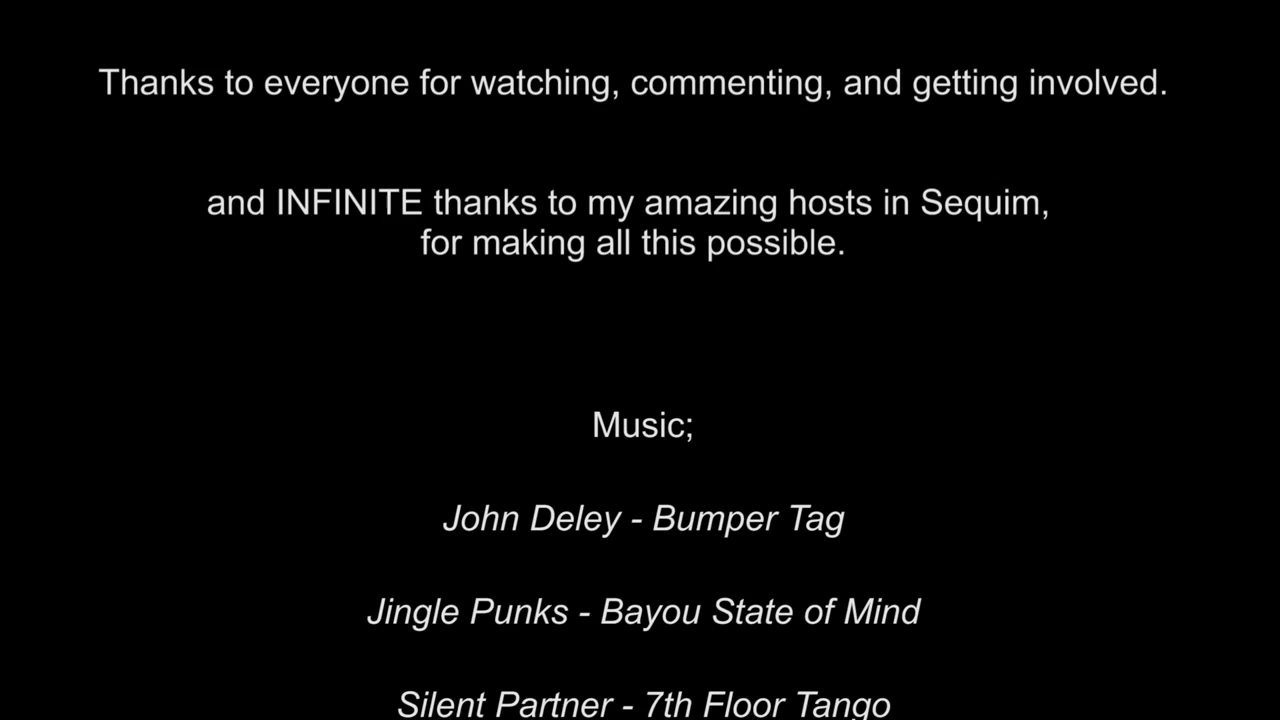 Thanks to everyone for watching, commenting, and getting involved.
and INFINITE thanks to my amazing hosts in Sequim,
for making all this possible.
Music;
John Deley - Bumper Tag
Jingle Punks - Bayou State of Mind
Silent Partner - 7th Floor Tango